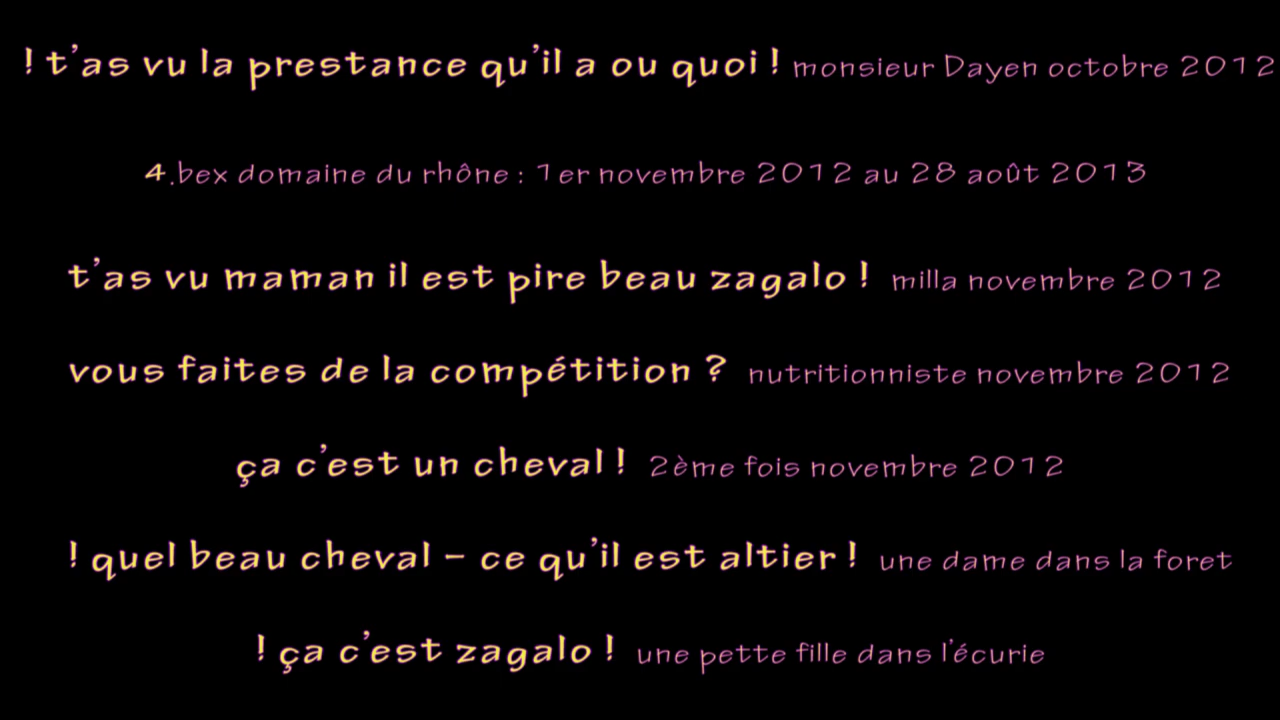 ! t'as vu la prestance qu'il a ou quoi ! monsieur Dayen octobre 2012
4.bex domaine du rhône : 1er novembre 2012 au 28 août 2013
t'as vu maman il est pire beau zagalo ! milla novembre 2012
vous faites de la compétition ? nutritionniste novembre 2012
ça c'est un cheval ! 2ème fois novembre 2012
! quel beau cheval – ce qu'il est altier ! une dame dans la foret
! ça c'est zagalo ! une pette fille dans l'écurie